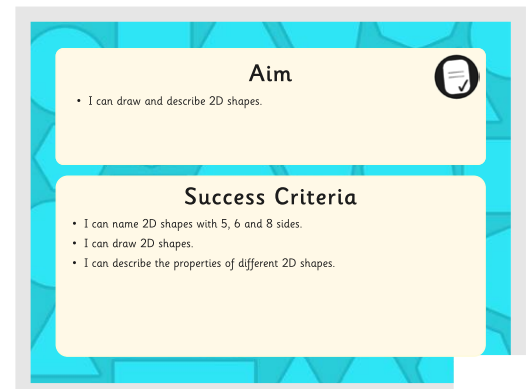 Aim
• I can draw and describe 2D shapes.
Success Criteria
• I can name 2D shapes with 5, 6 and 8 sides.
• I can draw 2D shapes.
• I can describe the properties of different 2D shapes.